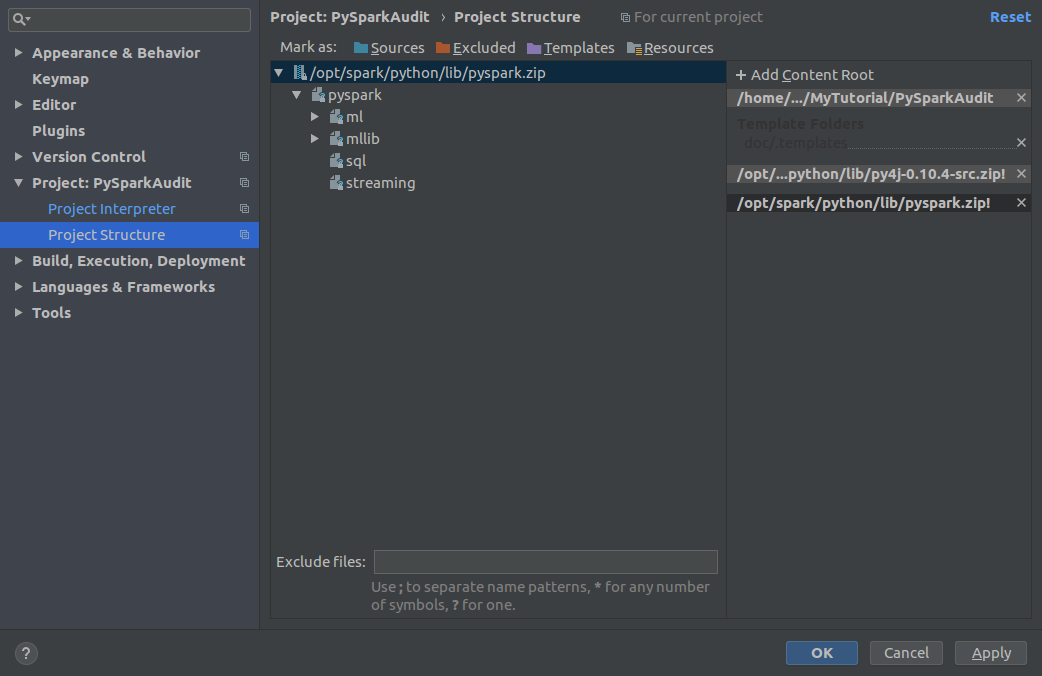 Project: PySparkAudit › Project Structure For current project Reset
Appearance & Behavior
Keymap
Editor
Plugins
Version Control
Project: PySparkAudit
Project Interpreter
Project Structure
Build, Execution, Deployment
Languages & Frameworks
Tools
Mark as: Sources Excluded Templates Resources
/opt/spark/python/lib/pyspark.zip
pyspark
ml
mllib
sql
streaming
Exclude files:
Use ; to separate name patterns, * for any number
of symbols, ? for one.
+ Add Content Root
/home/.../MyTutorial/PySparkAudit
Template Folders
doc/.templates
/opt/...python/lib/py4j-0.10.4-src.zip!
/opt/spark/python/lib/pyspark.zip!
? OK Cancel Apply